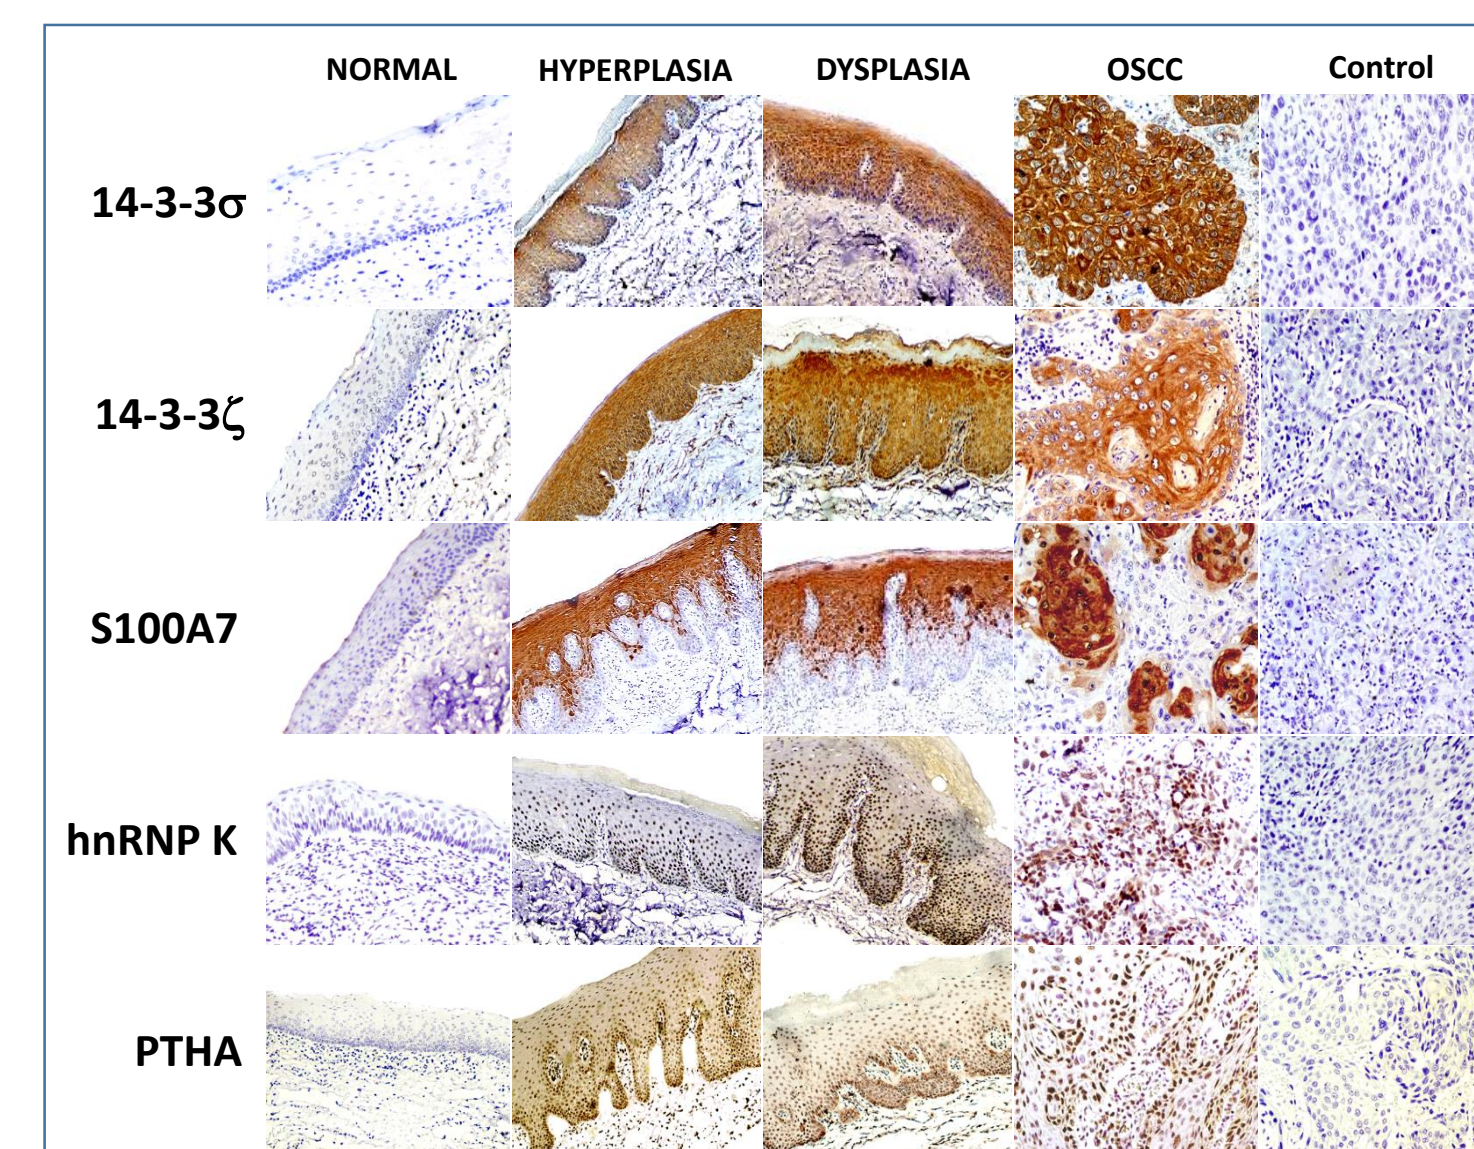 NORMAL HYPERPLASIA DYSPLASIA OSCC Control
14-3-3σ
14-3-3ζ
S100A7
hnRNP K
PTHA